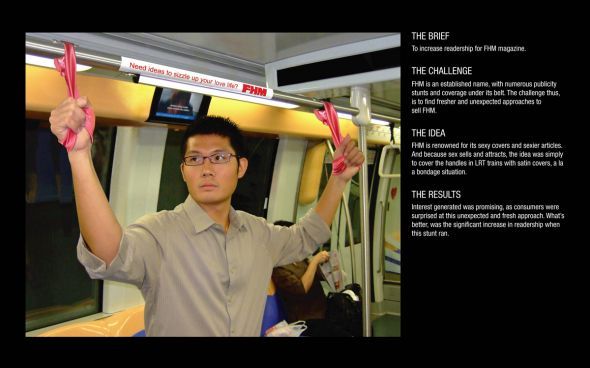 Need ideas to sizzle up your love life? FHM
THE BRIEF
To increase readership for FHM magazine.
THE CHALLENGE
FHM is an established name, with numerous publicity
stunts and coverage under its belt. The challenge thus,
is to find fresher and unexpected approaches to
sell FHM.
THE IDEA
FHM is renowned for its sexy covers and sexier articles.
And because sex sells and attracts, the idea was simply
to cover the handles in LRT trains with satin covers, a la
a bondage situation.
THE RESULTS
Interest generated was promising, as consumers were
surprised at this unexpected and fresh approach. What's
better, was the significant increase in readership when
this stunt ran.